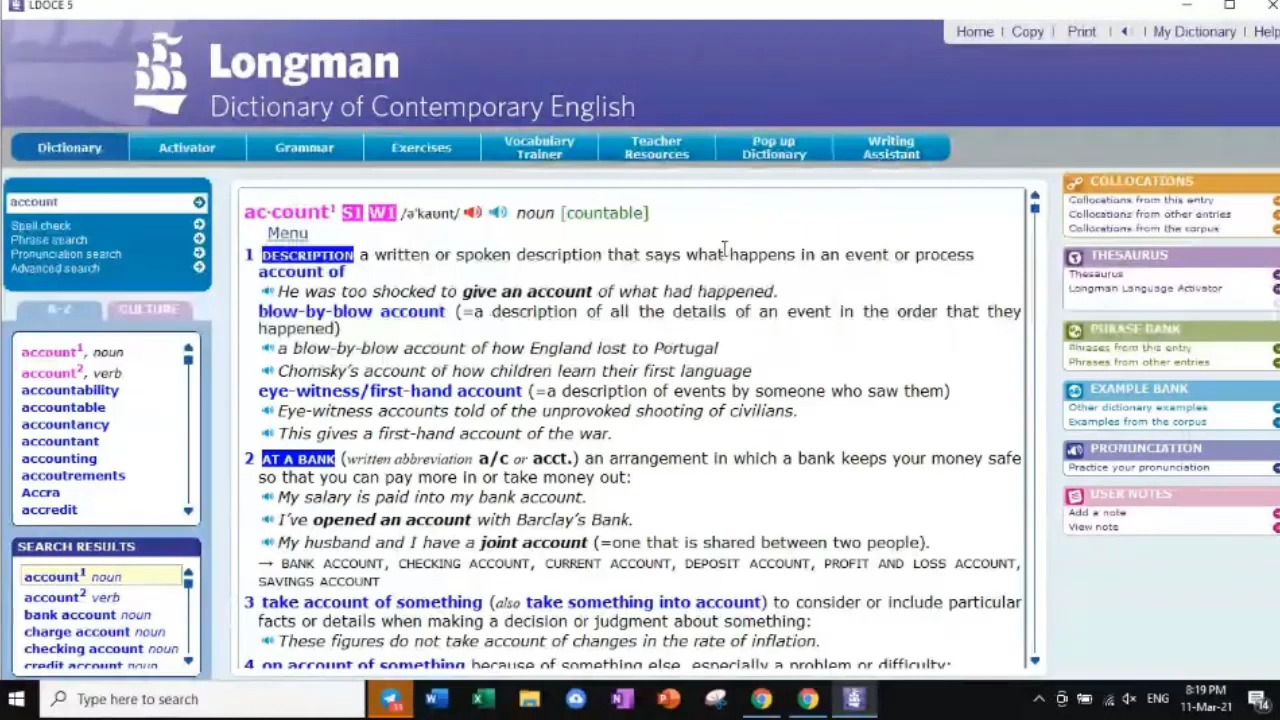 LDOCE 5
Home | Copy | Print | | My Dictionary | Help
Longman
Dictionary of Contemporary English
Dictionary
Activator
Grammar
Exercises
Vocabulary
Trainer
Teacher
Resources
Pop up
Dictionary
Writing
Assistant
account
Spell check
Phrase search
Pronunciation search
Advanced search
A-Z
CULTURE
account¹, noun
account², verb
accountability
accountable
accountancy
accountant
accounting
accoutrements
Accra
accredit
SEARCH RESULTS
account¹ noun
account² verb
bank account noun
charge account noun
checking account noun
credit account noun
ac·count¹ S1 W1 /əˈkaʊnt/ noun [countable]
Menu
1 DESCRIPTION a written or spoken description that says what happens in an event or process
account of
He was too shocked to give an account of what had happened.
blow-by-blow account (=a description of all the details of an event in the order that they
happened)
a blow-by-blow account of how England lost to Portugal
Chomsky's account of how children learn their first language
eye-witness/first-hand account (=a description of events by someone who saw them)
Eye-witness accounts told of the unprovoked shooting of civilians.
This gives a first-hand account of the war.
2 AT A BANK (written abbreviation a/c or acct.) an arrangement in which a bank keeps your money safe
so that you can pay more in or take money out:
My salary is paid into my bank account.
I've opened an account with Barclay's Bank.
My husband and I have a joint account (=one that is shared between two people).
→ BANK ACCOUNT, CHECKING ACCOUNT, CURRENT ACCOUNT, DEPOSIT ACCOUNT, PROFIT AND LOSS ACCOUNT,
SAVINGS ACCOUNT
3 take account of something (also take something into account) to consider or include particular
facts or details when making a decision or judgment about something:
These figures do not take account of changes in the rate of inflation.
4 on account of something because of something else, especially a problem or difficulty:
COLLOCATIONS
Collocations from this entry
Collocations from other entries
Collocations from the corpus
THESAURUS
Thesaurus
Longman Language Activator
PHRASE BANK
Phrases from this entry
Phrases from other entries
EXAMPLE BANK
Other dictionary examples
Examples from the corpus
PRONUNCIATION
Practice your pronunciation
USER NOTES
Add a note
View note
Type here to search
ENG
8:19 PM
11-Mar-21
14